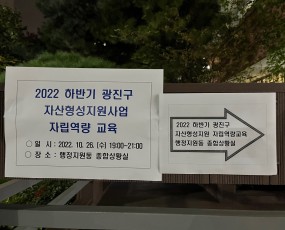 2022 하반기 광진구
자산형성지원사업
자립역량 교육
○ 일 시 : 2022. 10. 26. (수) 19:00-21:00
○ 장 소 : 행정지원동 종합상황실
2022 하반기 광진구
자산형성지원 자립역량교육
행정지원동 종합상황실